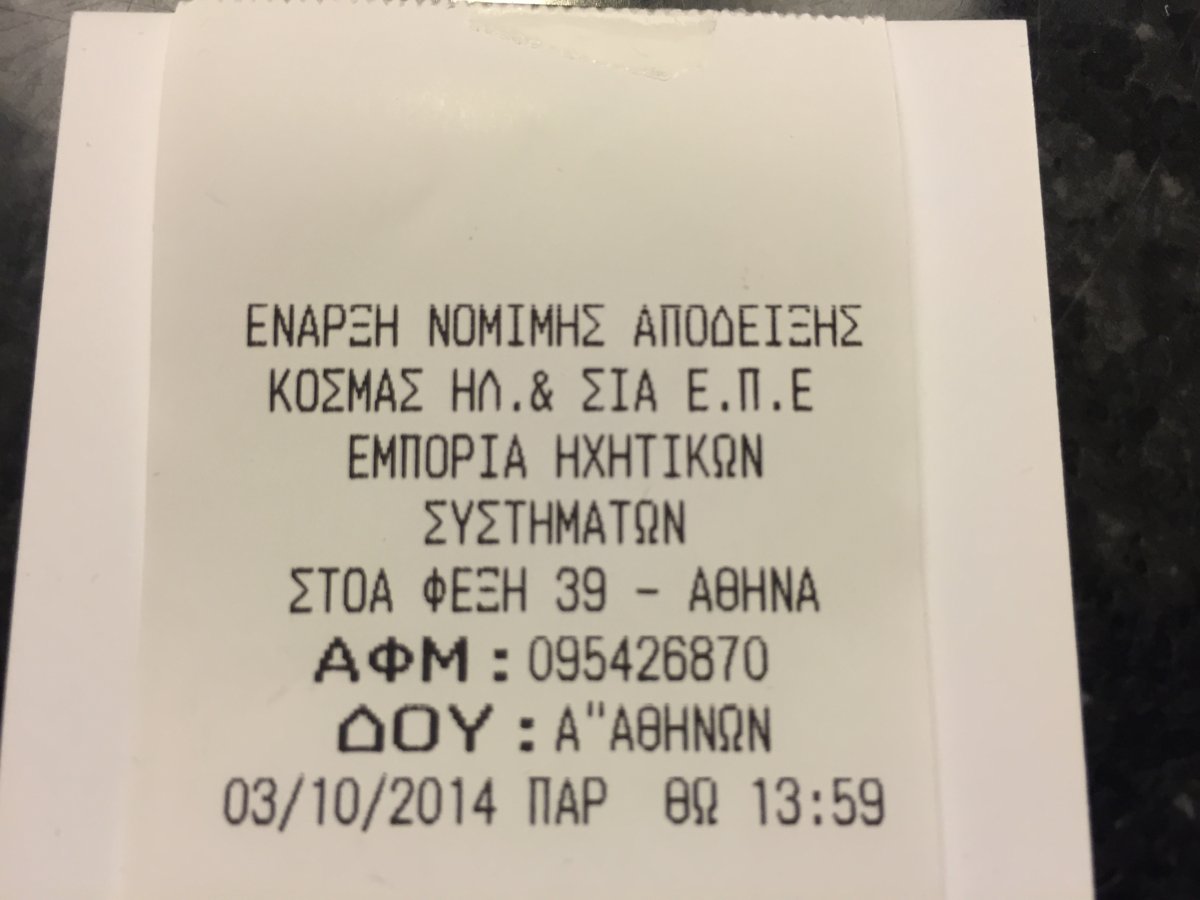 ΕΝΑΡΞΗ ΝΟΜΙΜΗΣ ΑΠΟΔΕΙΞΗΣ
ΚΟΣΜΑΣ ΗΛ.& ΣΙΑ Ε.Π.Ε
ΕΜΠΟΡΙΑ ΗΧΗΤΙΚΩΝ
ΣΥΣΤΗΜΑΤΩΝ
ΣΤΟΑ ΦΕΞΗ 39 - ΑΘΗΝΑ
ΑΦΜ:095426870
ΔΟΥ:Α"ΑΘΗΝΩΝ
03/10/2014 ΠΑΡ ΘΩ 13:59